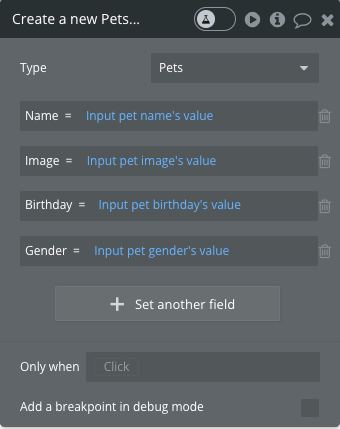 Create a new Pets...
Type Pets
Name = Input pet name's value
Image = Input pet image's value
Birthday = Input pet birthday's value
Gender = Input pet gender's value
Set another field
Only when Click
Add a breakpoint in debug mode